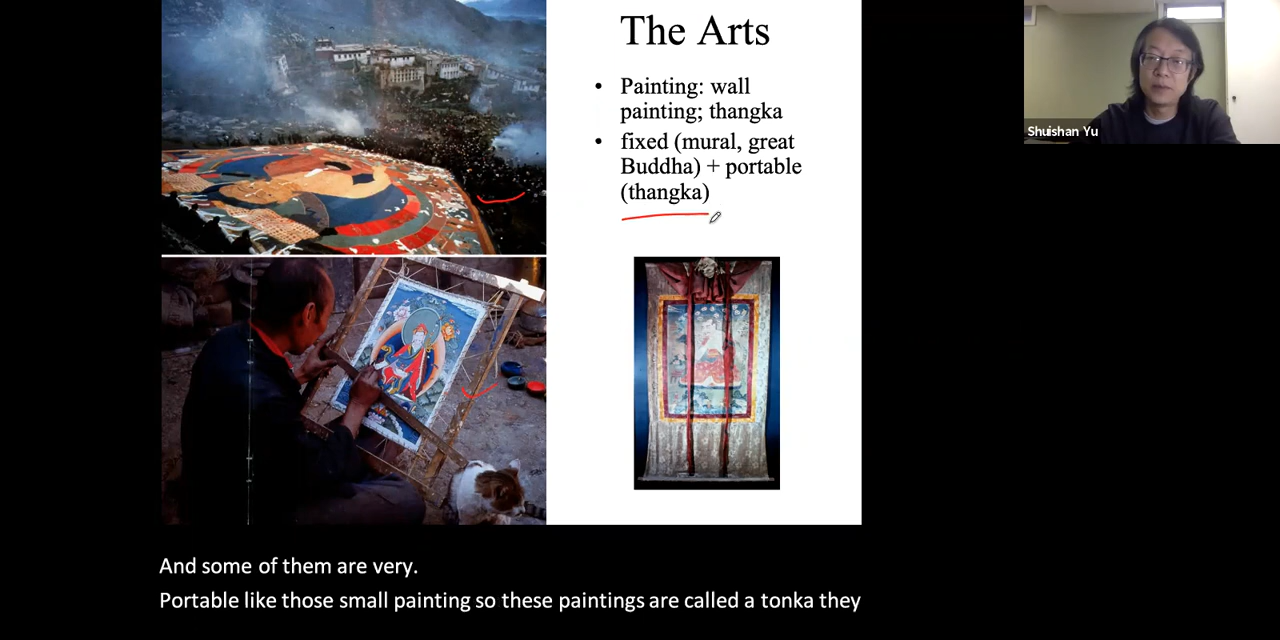 The Arts
• Painting: wall
painting; thangka
• fixed (mural, great
Buddha) + portable
(thangka)
Shuishan Yu
And some of them are very.
Portable like those small painting so these paintings are called a tonka they